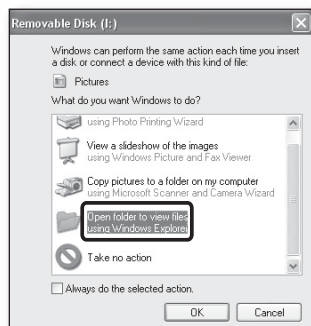 Removable Disk (I:)
Windows can perform the same action each time you insert
a disk or connect a device with this kind of file:
Pictures
What do you want Windows to do?
using Photo Printing Wizard
View a slideshow of the images
using Windows Picture and Fax Viewer
Copy pictures to a folder on my computer
using Microsoft Scanner and Camera Wizard
Open folder to view files
using Windows Explorer
Take no action
Always do the selected action.
OK
Cancel